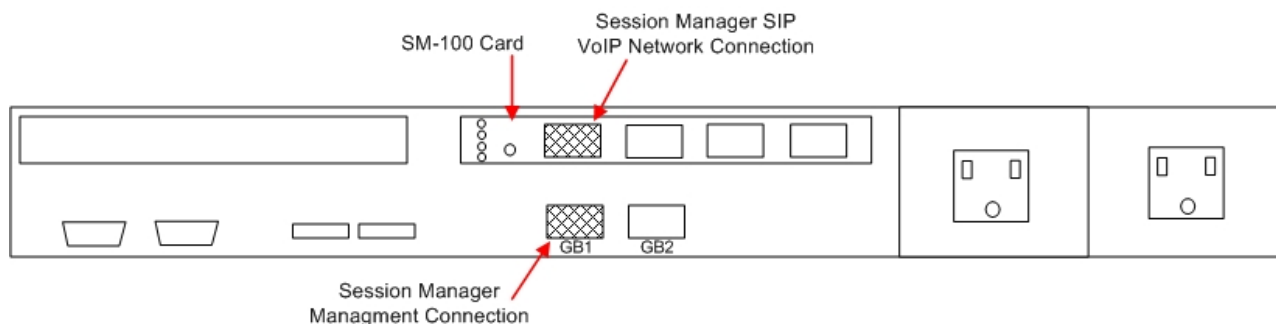 Session Manager SIP
VoIP Network Connection
SM-100 Card
GB1
GB2
Session Manager
Managment Connection